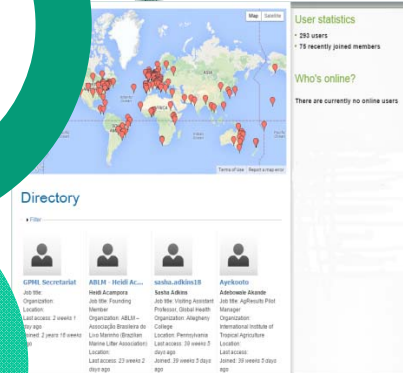 Map Satellite
User statistics
293 users
78 recently joined members
Who's online?
There are currently no online users
Terms of Use Report a map error
Directory
Filter
GPML Secretariat
Job title:
Organization:
Location:
Last access: 2 weeks 1
day ago
Joined: 2 years 18 weeks
ago
ABLM - Heidi Ac...
Heidi Acampora
Job title: Founding
Member
Organization: ABLM –
Associação Brasileira do
Lixo Marinho (Brazilian
Marine Litter Association)
Location:
Last access: 23 weeks 2
days ago
sasha.adkins18
Sasha Adkins
Job title: Visiting Assistant
Professor, Global Health
Organization: Allegheny
College
Location: Pennsylvania
Last access: 39 weeks 5
days ago
Joined: 39 weeks 5 days
ago
Ayekooto
Adebowale Akande
Job title: AgResults Pilot
Manager
Organization:
International Institute of
Tropical Agriculture
Location:
Last access:
Joined: 39 weeks 5 days
ago